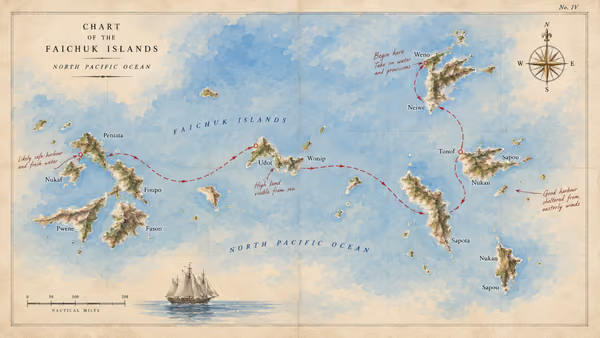 No. IV
CHART
OF THE
FAICHUK ISLANDS
NORTH PACIFIC OCEAN
N
W
E
S
Begin here
Take on water
and provisions
Weno
Neiwe
FAICHUK ISLANDS
Petsata
Likely safe harbour
and fresh water
Nukaf
Foupo
Pwene
Fason
Udot
Wonip
High land
visible from sea
Tonof
Sapou
Nukan
Good harbour
sheltered from
easterly winds
Sapota
NORTH PACIFIC OCEAN
Nukan
Sapou
0
50
100
200
NAUTICAL MILES